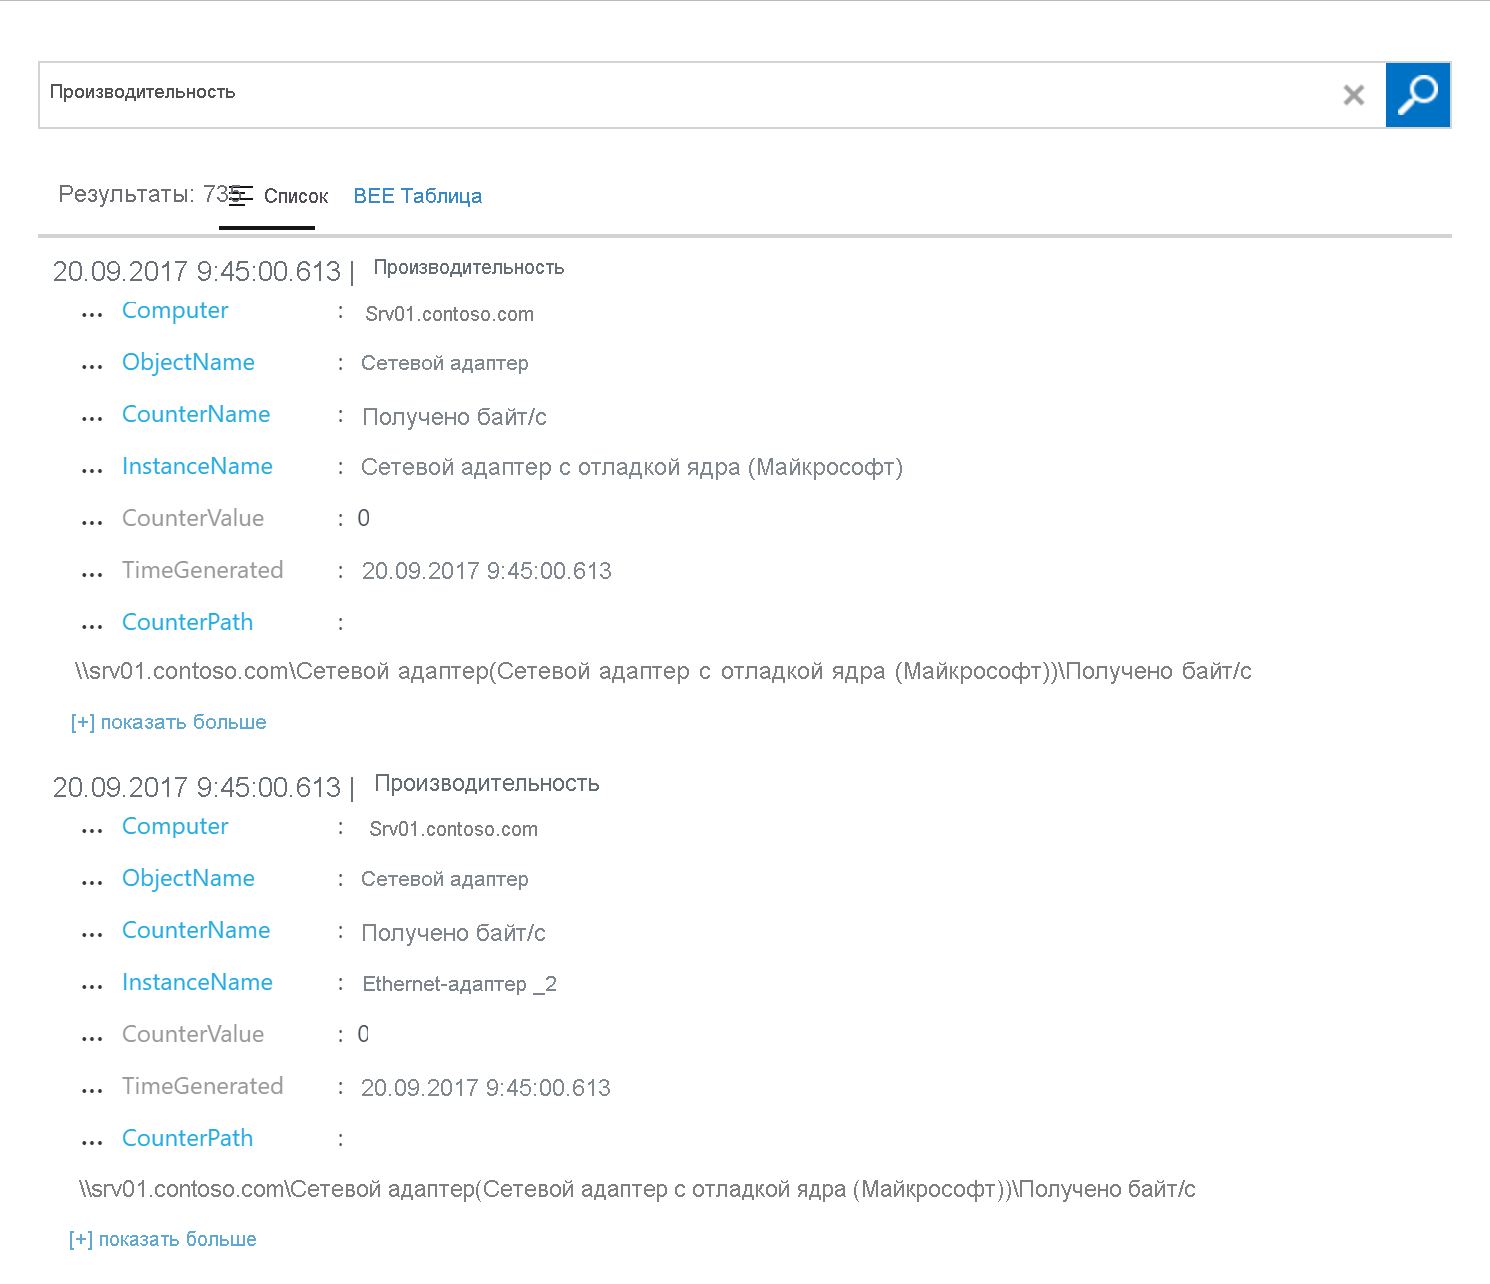 Производительность
Результаты: 735 Список BEE Таблица
20.09.2017 9:45:00.613 | Производительность
... Computer : Srv01.contoso.com
... ObjectName : Сетевой адаптер
... CounterName : Получено байт/с
... InstanceName : Сетевой адаптер с отладкой ядра (Майкрософт)
... CounterValue : 0
... TimeGenerated : 20.09.2017 9:45:00.613
... CounterPath :
\\srv01.contoso.com\Сетевой адаптер(Сетевой адаптер с отладкой ядра (Майкрософт))\Получено байт/с
[+] показать больше
20.09.2017 9:45:00.613 | Производительность
... Computer : Srv01.contoso.com
... ObjectName : Сетевой адаптер
... CounterName : Получено байт/с
... InstanceName : Ethernet-адаптер _2
... CounterValue : 0
... TimeGenerated : 20.09.2017 9:45:00.613
... CounterPath :
\\srv01.contoso.com\Сетевой адаптер(Сетевой адаптер с отладкой ядра (Майкрософт))\Получено байт/с
[+] показать больше